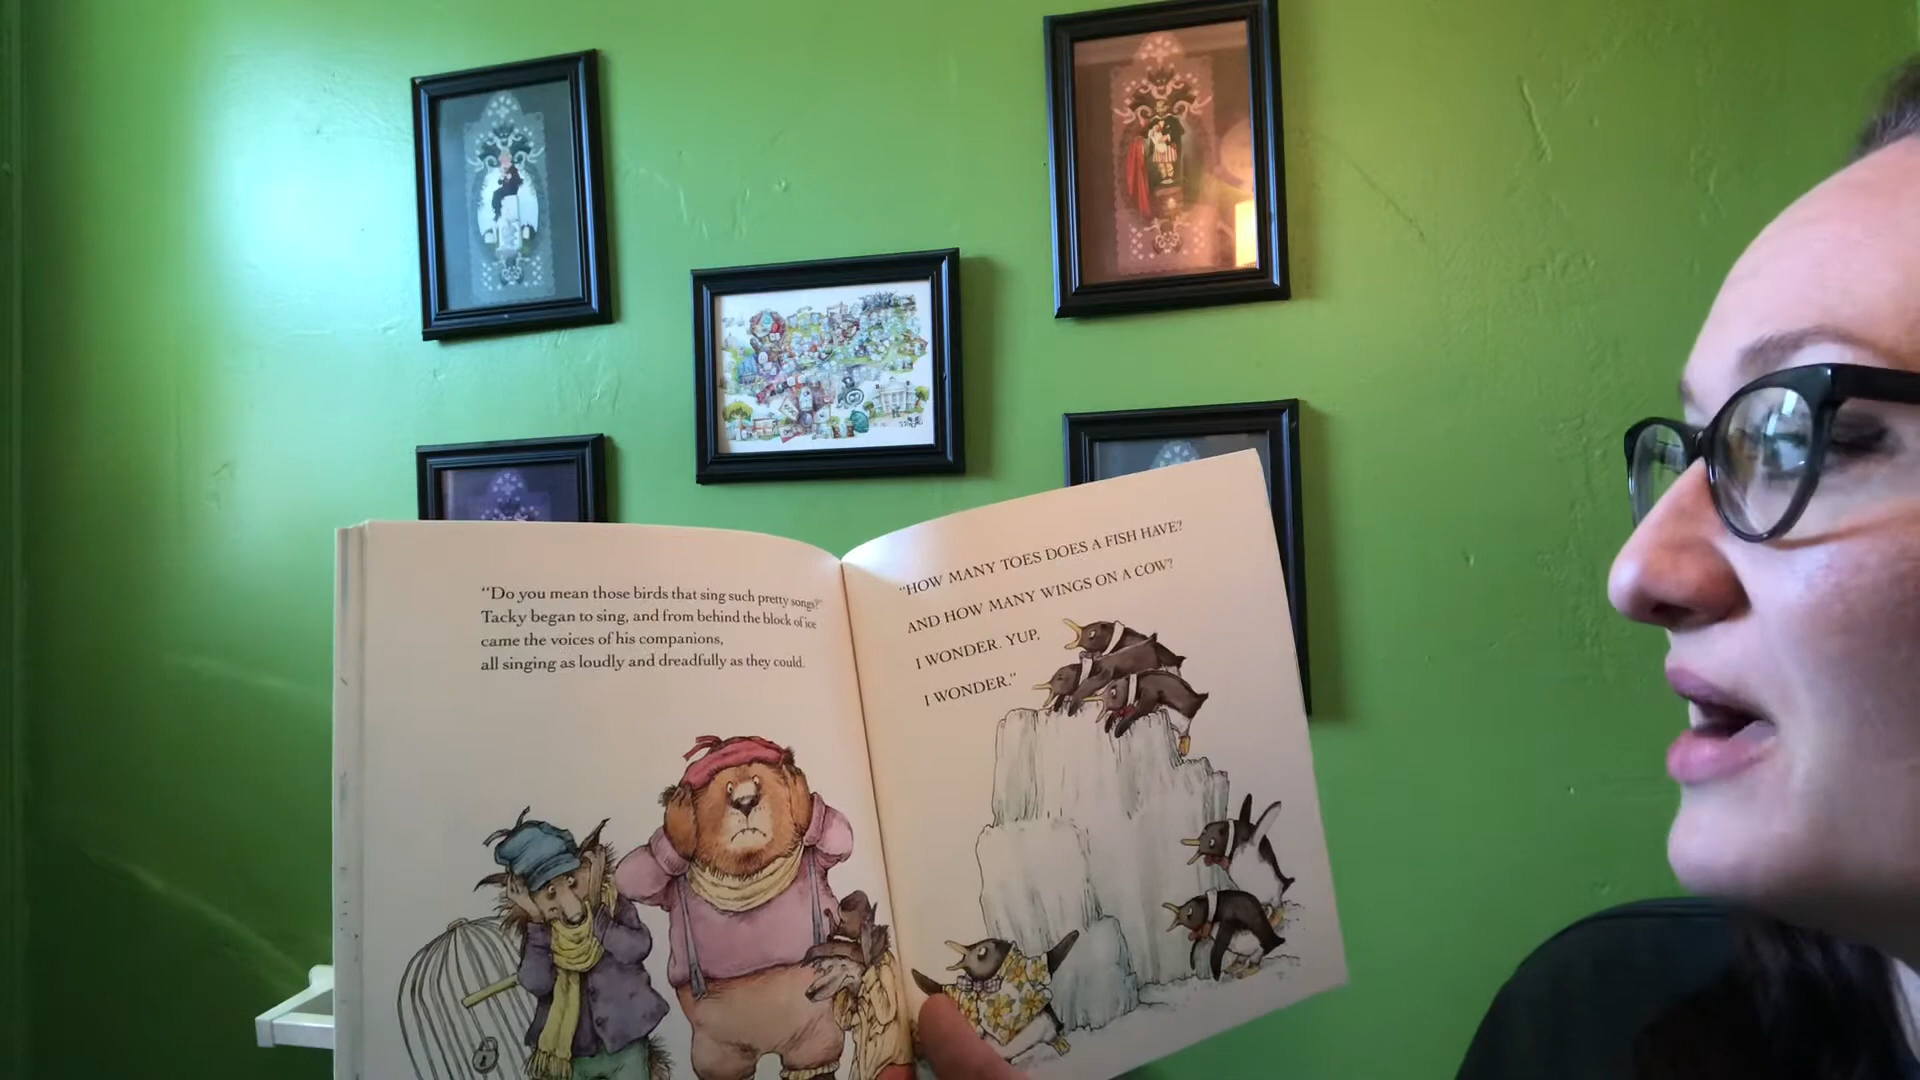 "Do you mean those birds that sing such pretty songs?"
Tacky began to sing, and from behind the block of ice
came the voices of his companions,
all singing as loudly and dreadfully as they could.
"HOW MANY TOES DOES A FISH HAVE?
AND HOW MANY WINGS ON A COW?
I WONDER. YUP,
I WONDER."